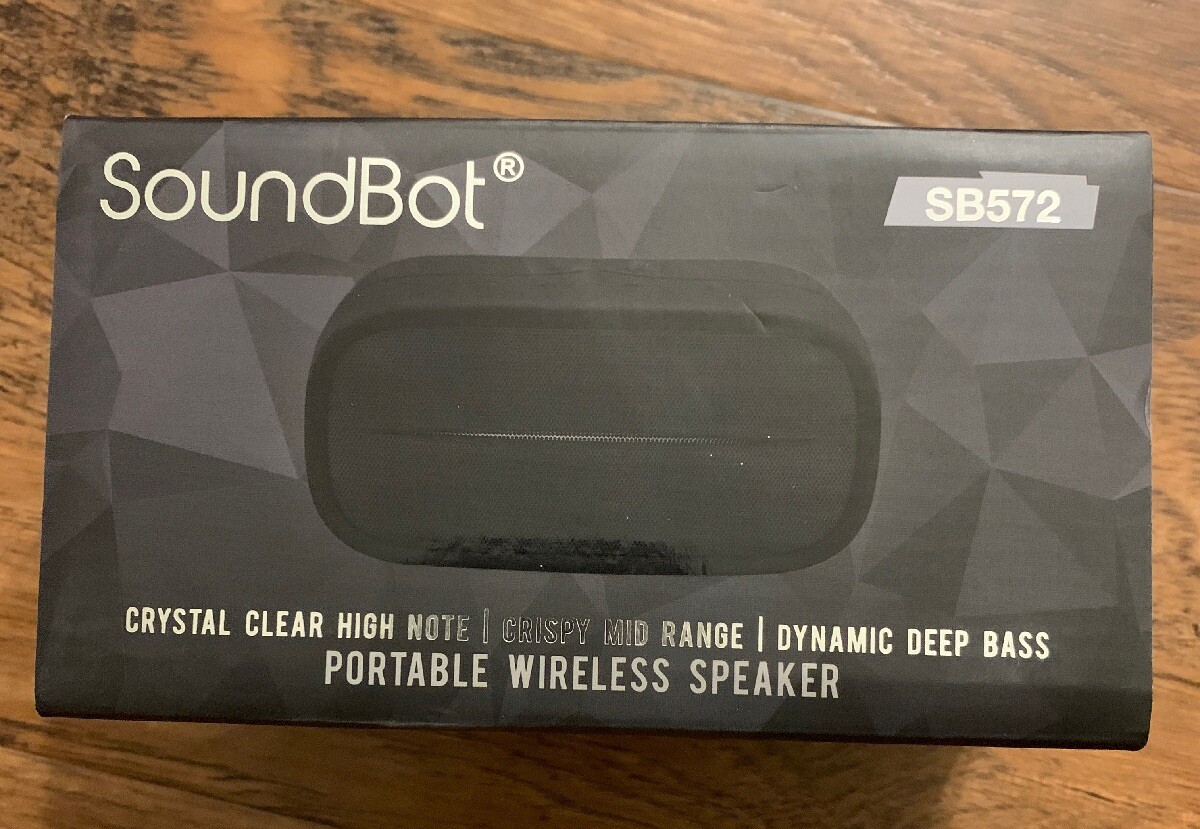 SoundBot®
SB572
CRYSTAL CLEAR HIGH NOTE | CRISPY MID RANGE | DYNAMIC DEEP BASS
PORTABLE WIRELESS SPEAKER